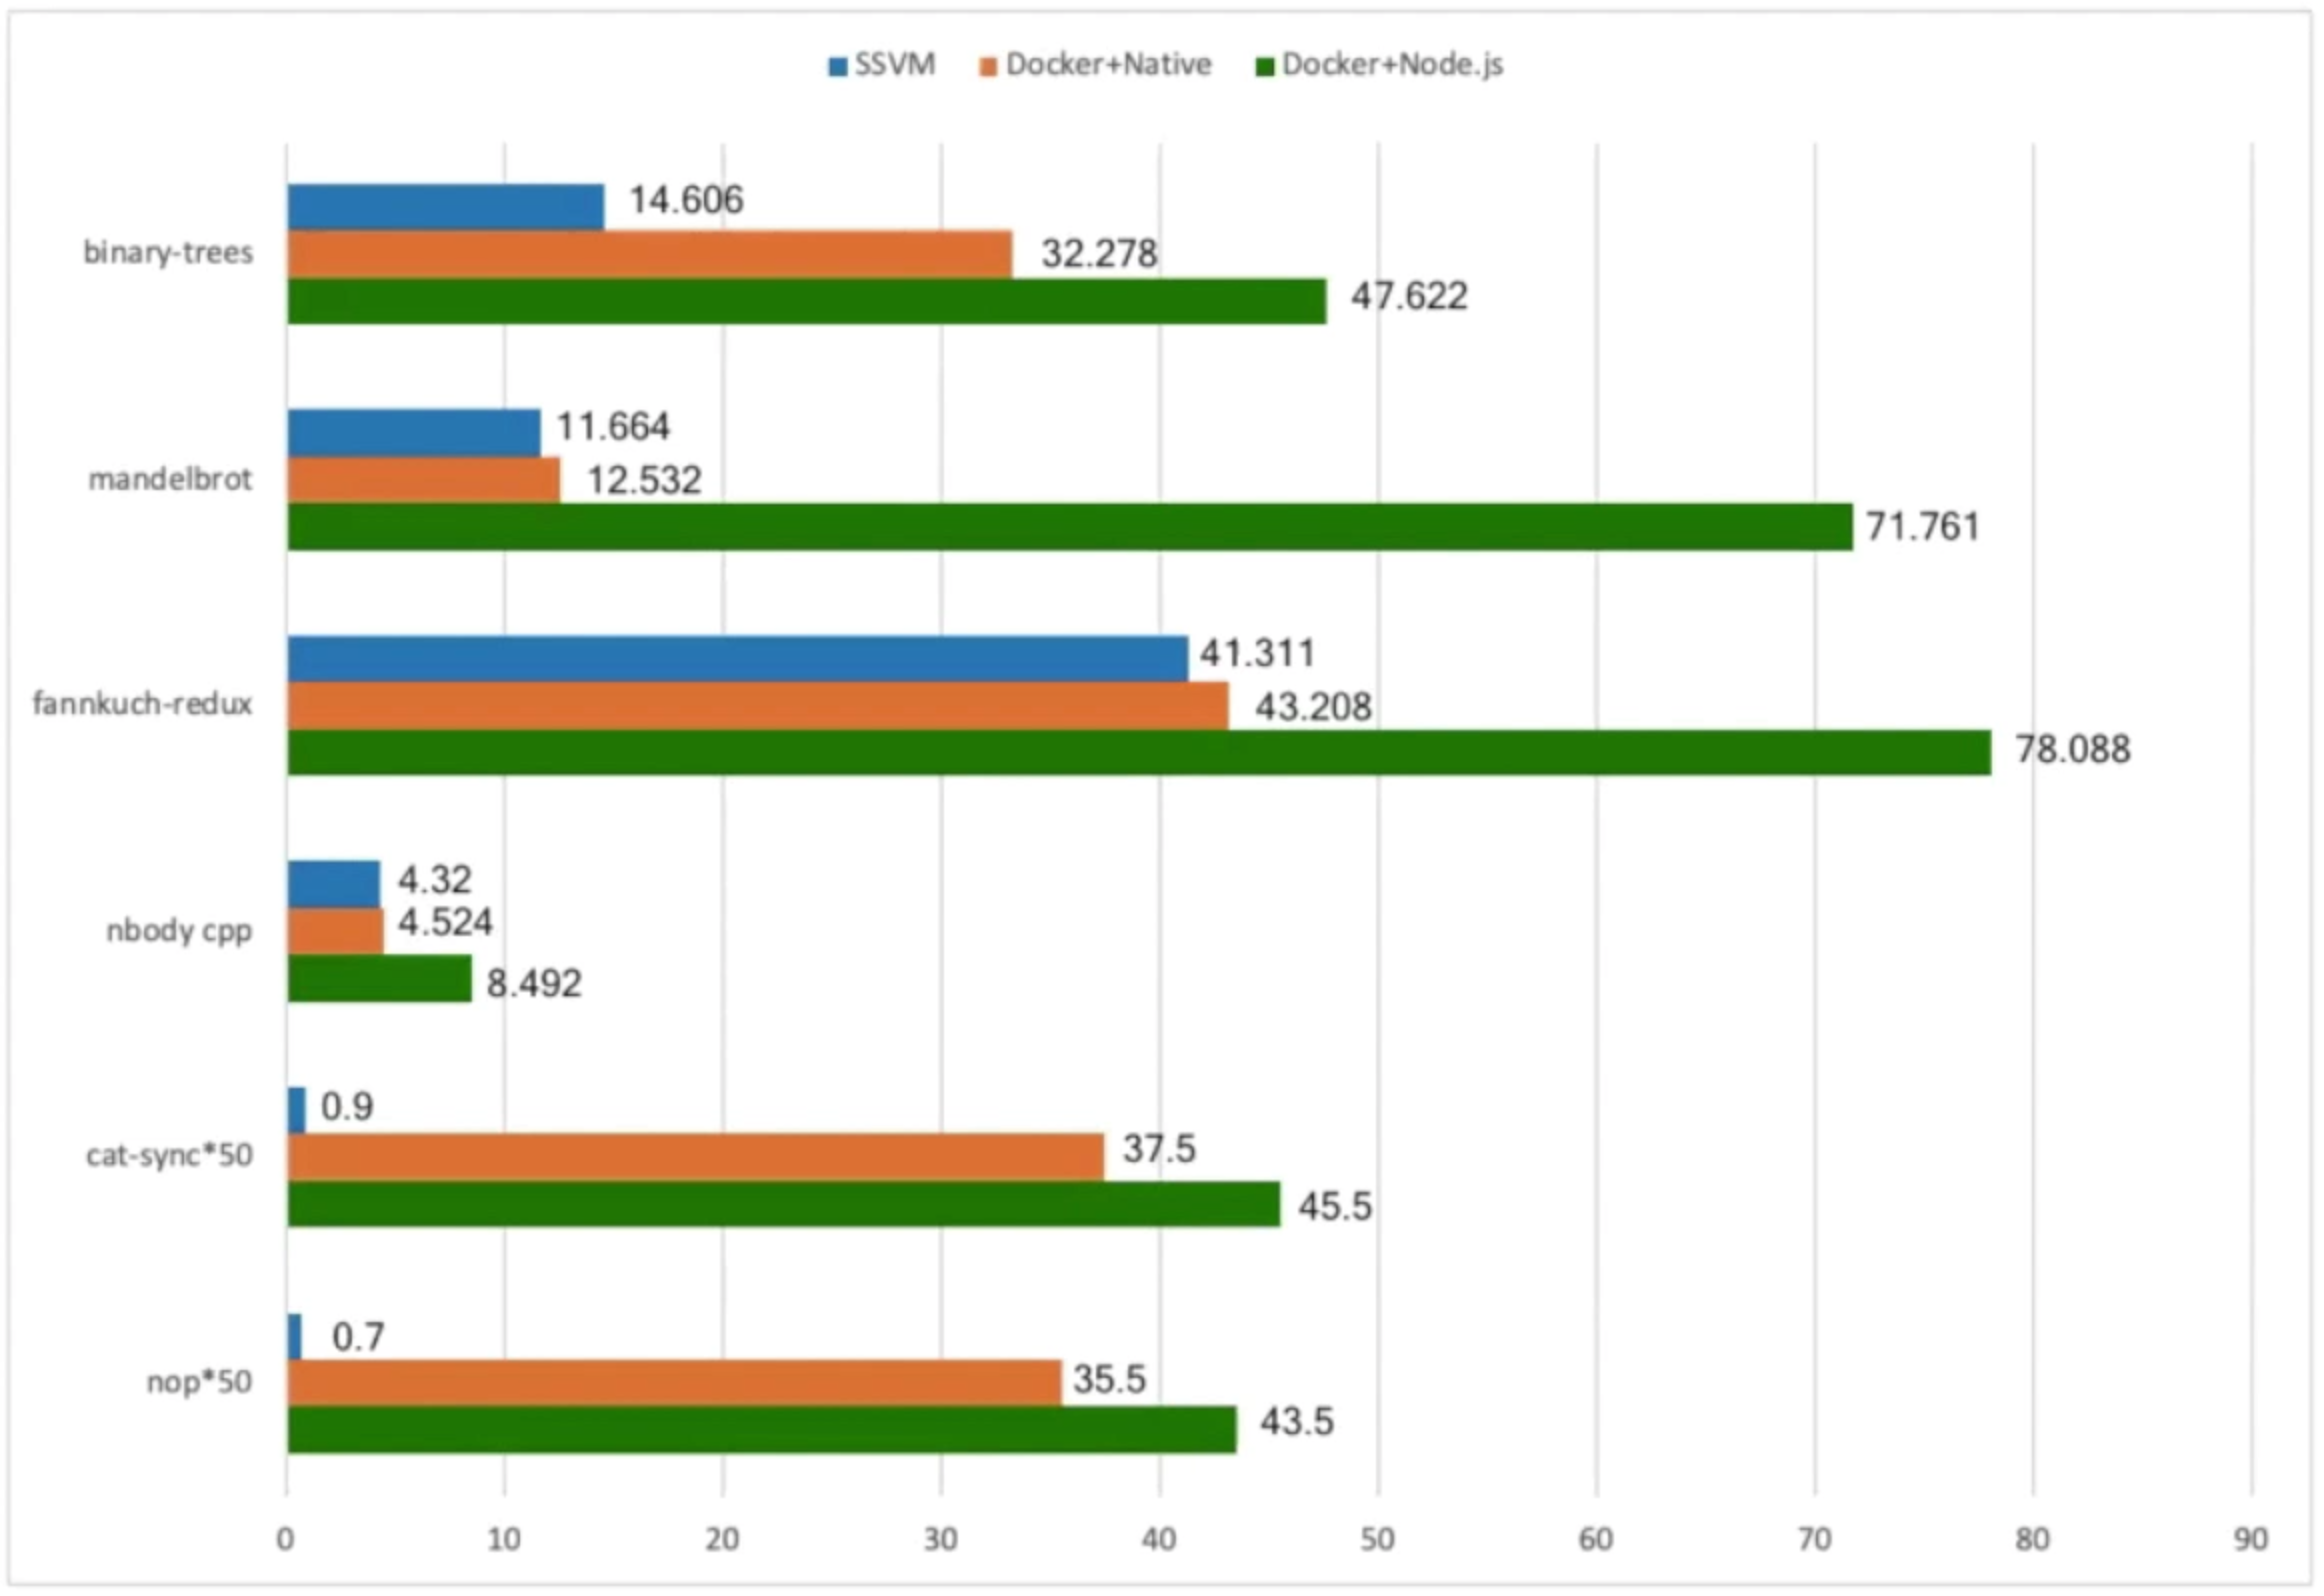 SSVM Docker+Native Docker+Node.js
binary-trees
14.606
32.278
47.622
mandelbrot
11.664
12.532
71.761
fannkuch-redux
41.311
43.208
78.088
nbody cpp
4.32
4.524
8.492
cat-sync*50
0.9
37.5
45.5
nop*50
0.7
35.5
43.5
0 10 20 30 40 50 60 70 80 90